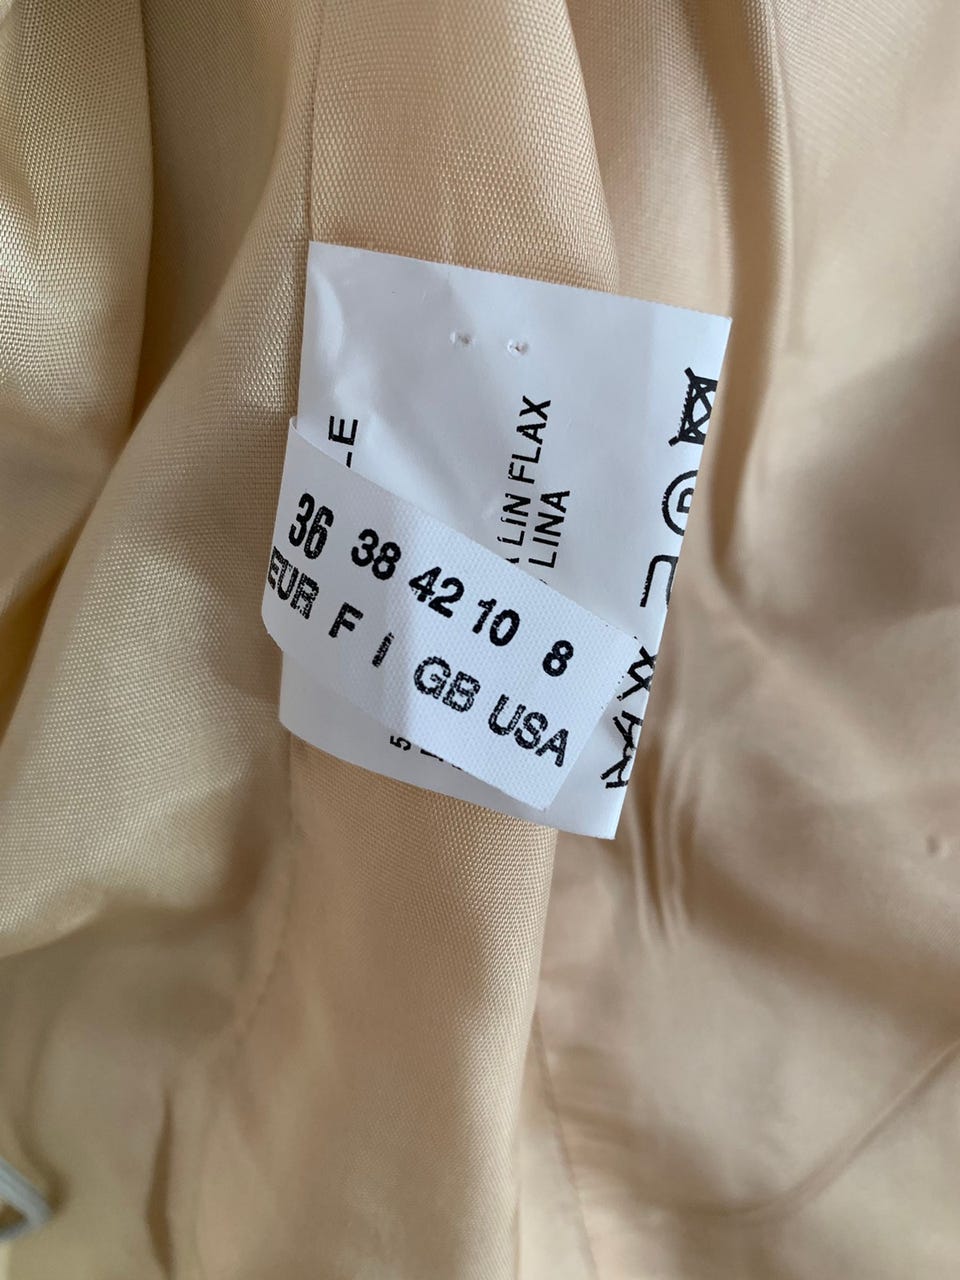 36 38 42 10 8
EUR F I GB USA
LIN FLAX
LINA